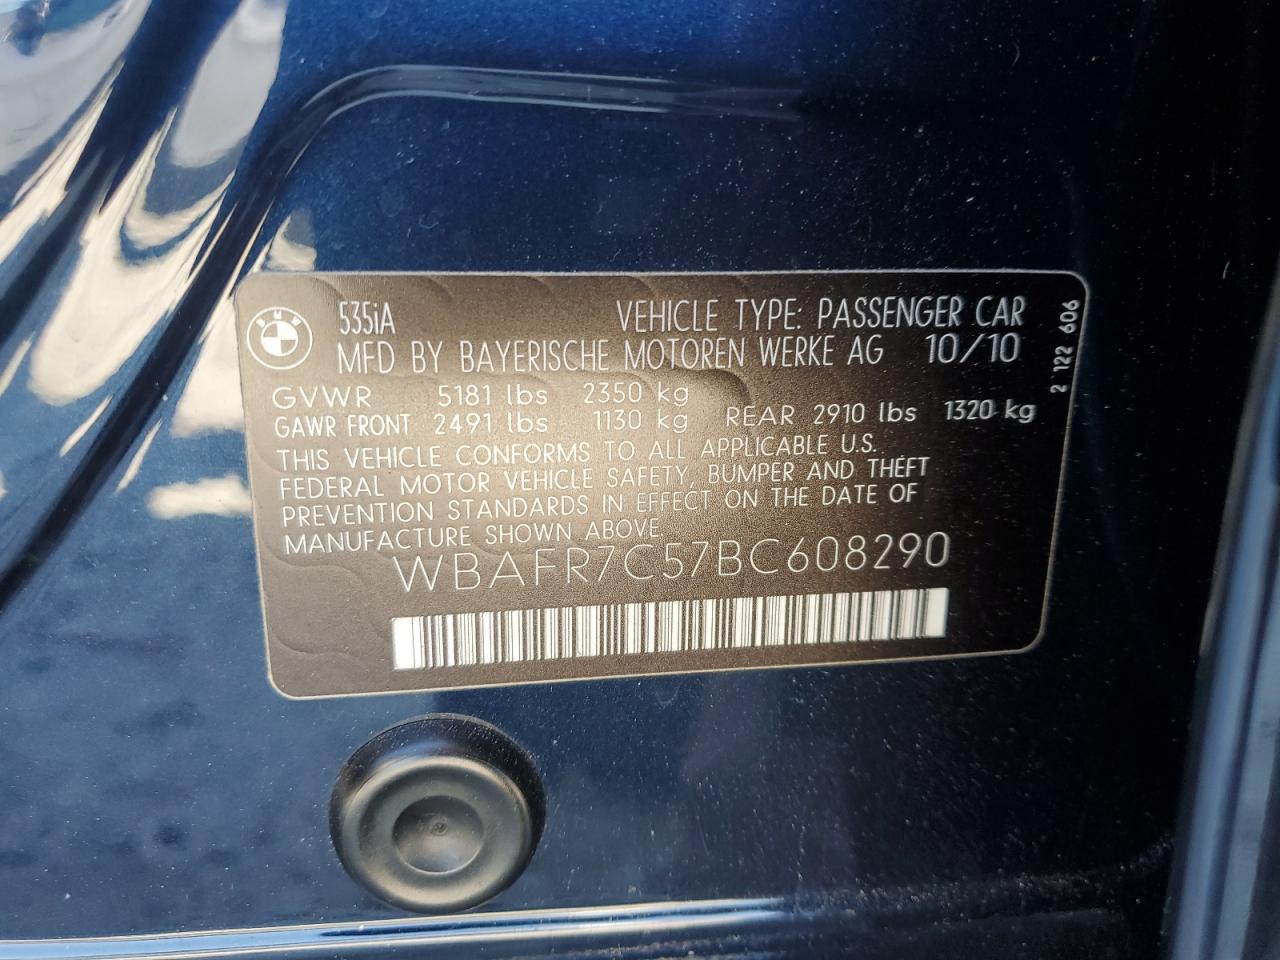 BMW
535iA VEHICLE TYPE: PASSENGER CAR
MFD BY BAYERISCHE MOTOREN WERKE AG 10/10
GVWR 5181 lbs 2350 kg
GAWR FRONT 2491 lbs 1130 kg REAR 2910 lbs 1320 kg
THIS VEHICLE CONFORMS TO ALL APPLICABLE U.S.
FEDERAL MOTOR VEHICLE SAFETY, BUMPER AND THEFT
PREVENTION STANDARDS IN EFFECT ON THE DATE OF
MANUFACTURE SHOWN ABOVE.
WBAFR7C57BC608290
2 122 606